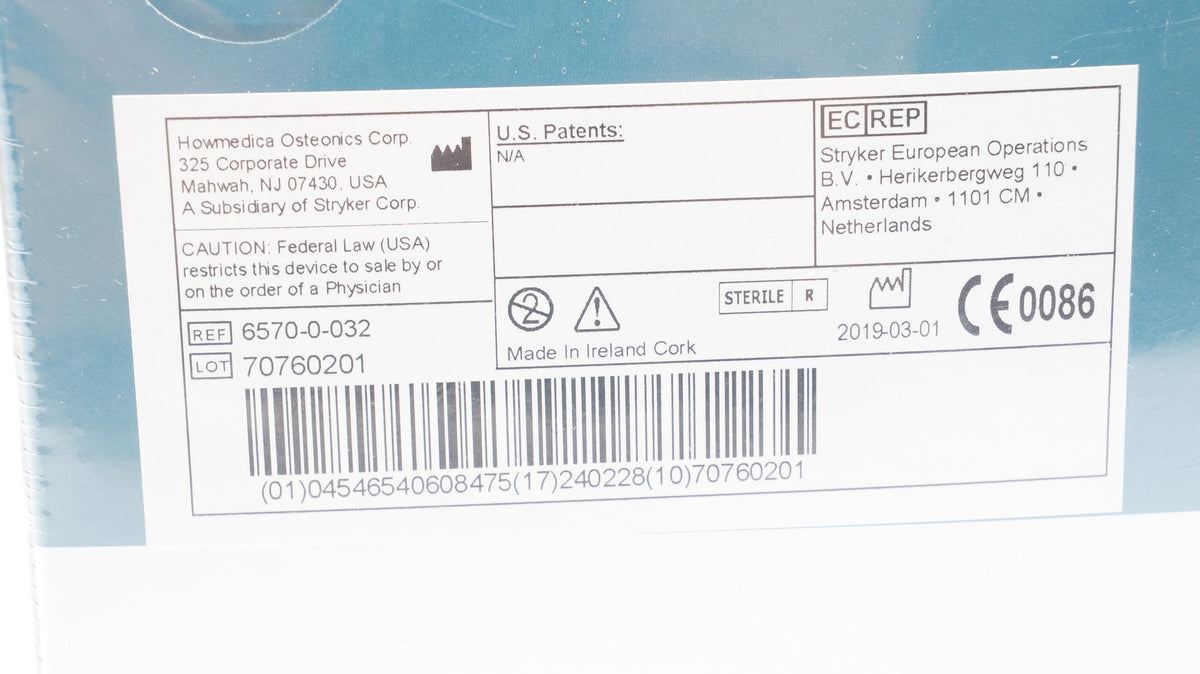 Howmedica Osteonics Corp.
325 Corporate Drive
Mahwah, NJ 07430, USA
A Subsidiary of Stryker Corp.
CAUTION: Federal Law (USA)
restricts this device to sale by or
on the order of a Physician
REF 6570-0-032
LOT 70760201
U.S. Patents:
N/A
EC REP
Stryker European Operations
B.V. • Herikerbergweg 110 •
Amsterdam • 1101 CM •
Netherlands
2
STERILE R
2019-03-01
CE 0086
Made In Ireland Cork
(01)04546540608475(17)240228(10)70760201